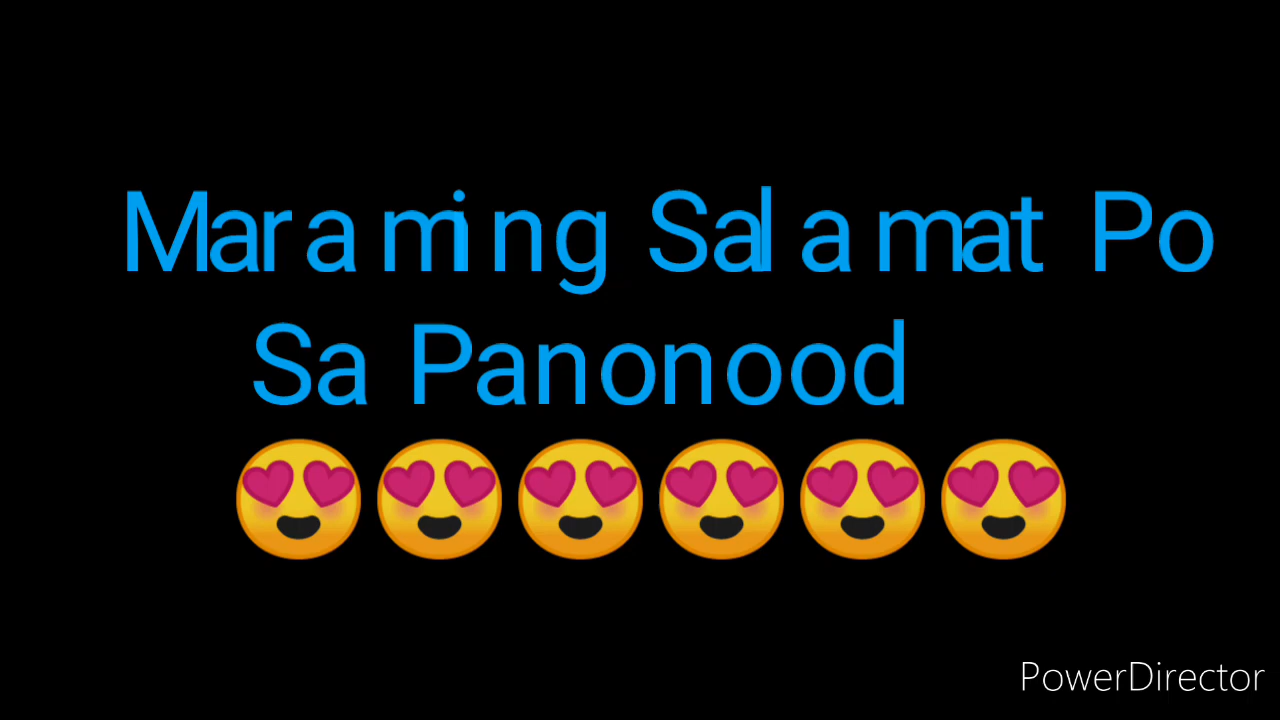 Maraming Salamat Po
Sa Panonood
😍😍😍😍😍😍
PowerDirector